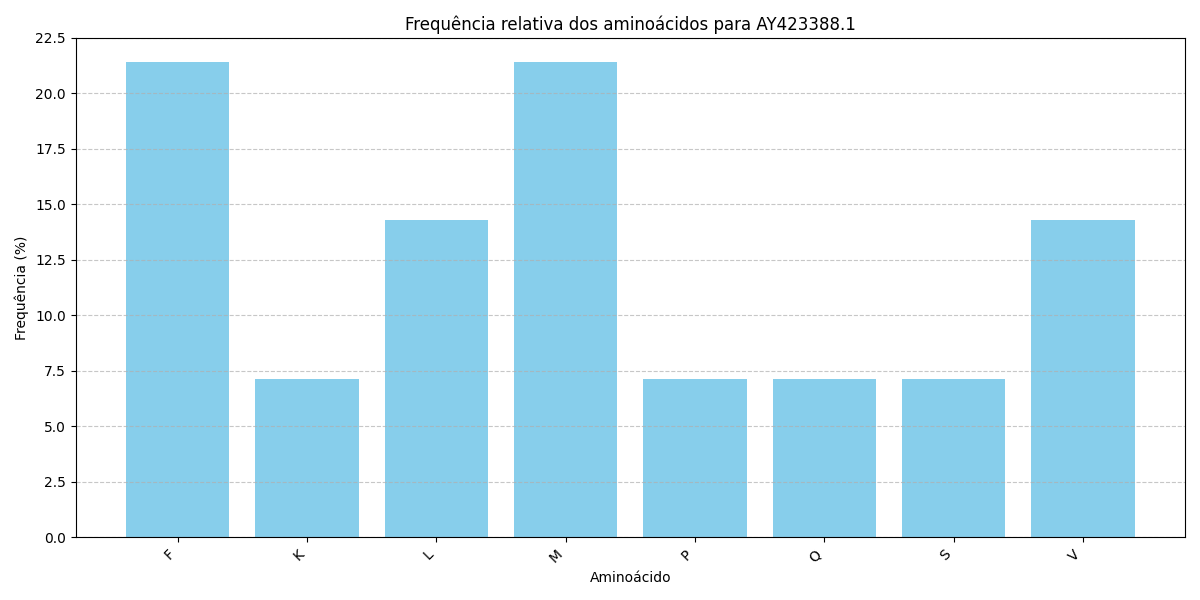 Frequência relativa dos aminoácidos para AY423388.1
22.5
20.0
17.5
15.0
12.5
10.0
7.5
5.0
2.5
0.0
Frequência (%)
F K L M P Q S V
Aminoácido